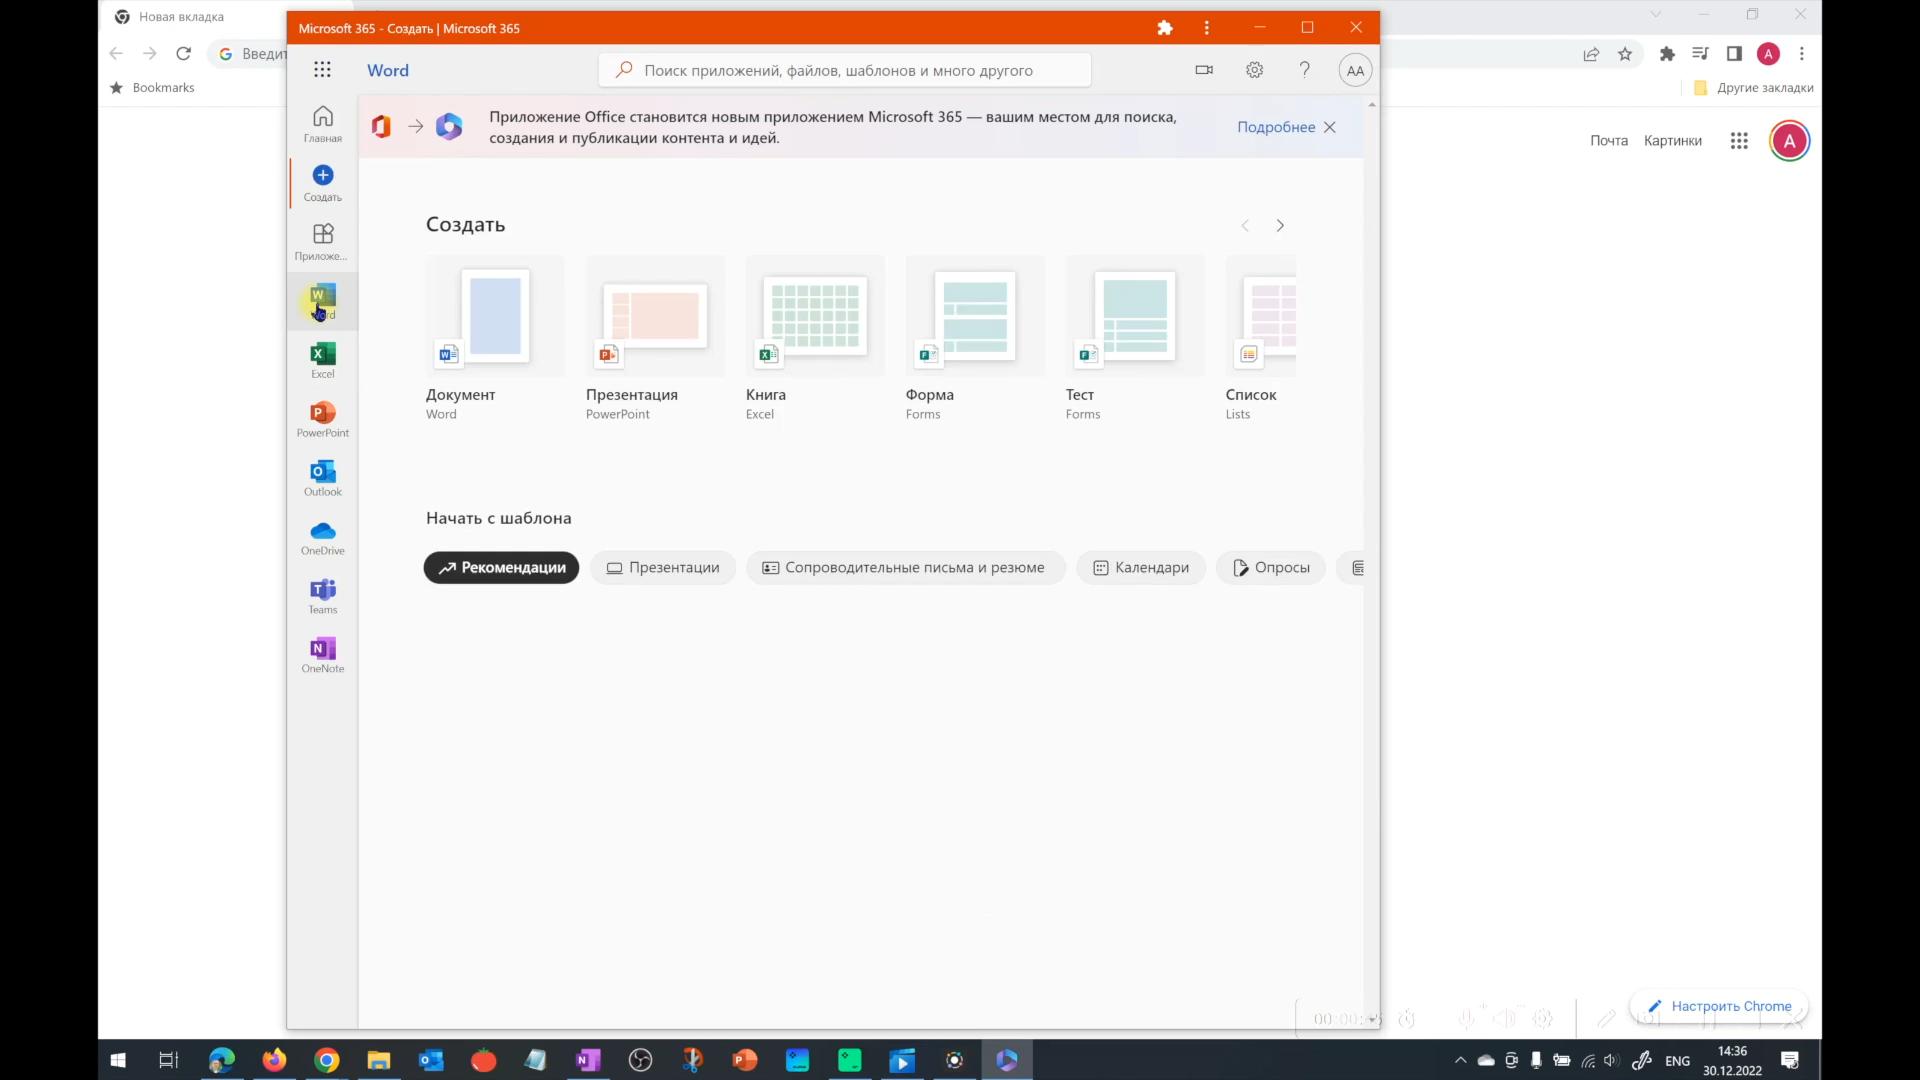 Новая вкладка
Microsoft 365 - Создать | Microsoft 365
Введит
Word
Поиск приложений, файлов, шаблонов и много другого
AA
A
Bookmarks
Другие закладки
Приложение Office становится новым приложением Microsoft 365 — вашим местом для поиска,
создания и публикации контента и идей.
Подробнее
Почта
Картинки
A
Главная
Создать
Приложе...
Word
Excel
PowerPoint
Outlook
OneDrive
Teams
OneNote
Создать
Документ
Word
Презентация
PowerPoint
Книга
Excel
Форма
Forms
Тест
Forms
Список
Lists
Начать с шаблона
Рекомендации
Презентации
Сопроводительные письма и резюме
Календари
Опросы
Настроить Chrome
ENG
14:36
30.12.2022